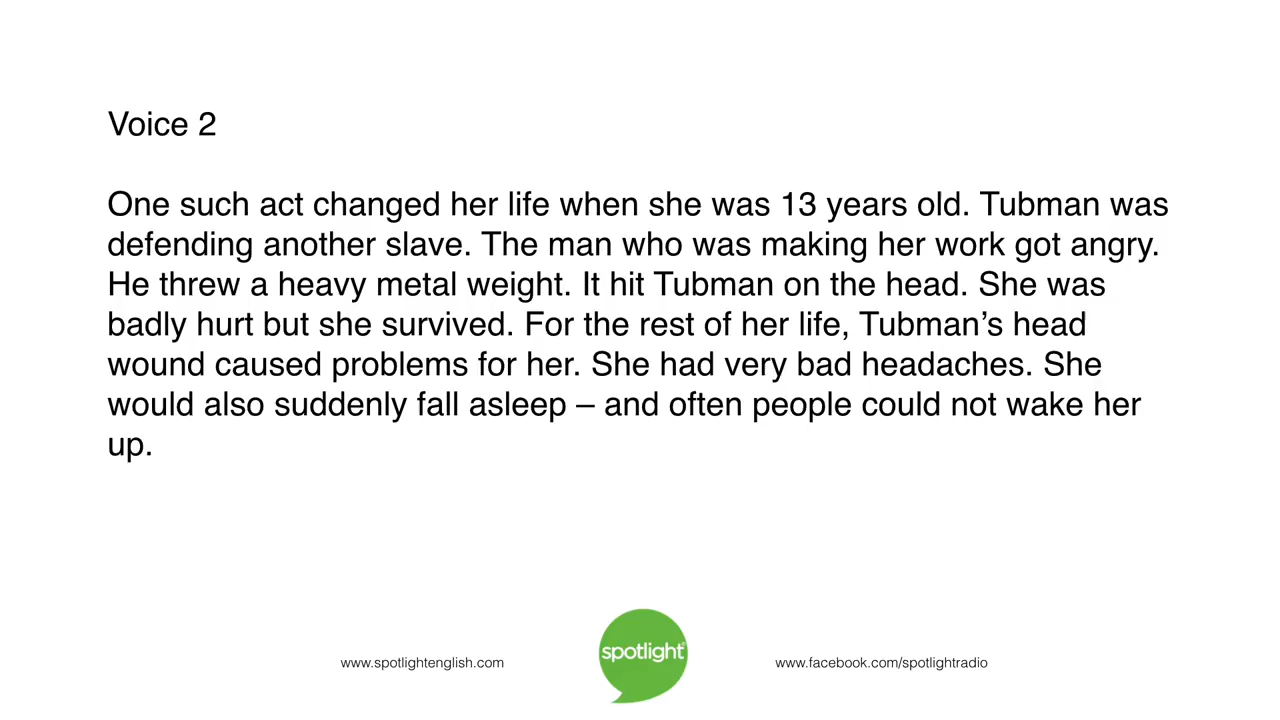 Voice 2
One such act changed her life when she was 13 years old. Tubman was
defending another slave. The man who was making her work got angry.
He threw a heavy metal weight. It hit Tubman on the head. She was
badly hurt but she survived. For the rest of her life, Tubman’s head
wound caused problems for her. She had very bad headaches. She
would also suddenly fall asleep – and often people could not wake her
up.
www.spotlightenglish.com
spotlight
www.facebook.com/spotlightradio